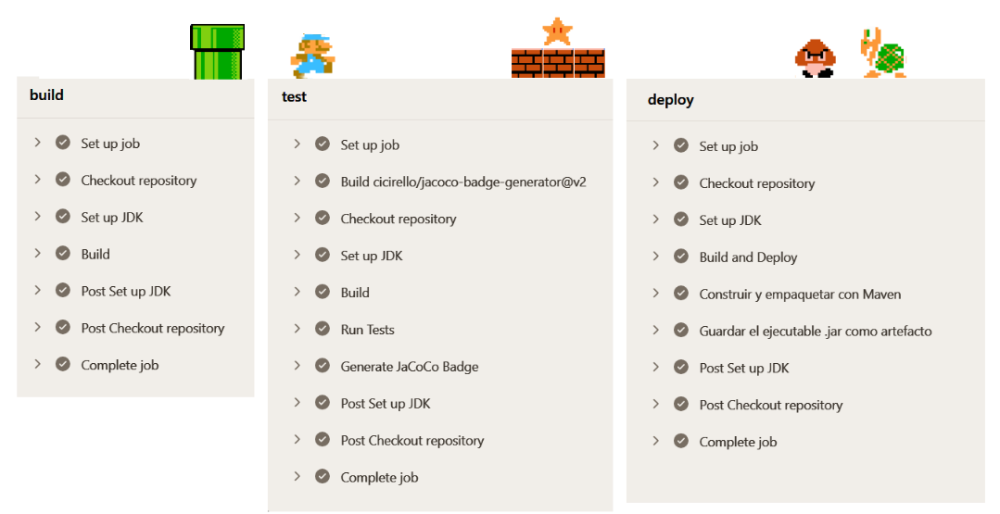 build
Set up job
Checkout repository
Set up JDK
Build
Post Set up JDK
Post Checkout repository
Complete job
test
Set up job
Build cicirello/jacoco-badge-generator@v2
Checkout repository
Set up JDK
Build
Run Tests
Generate JaCoCo Badge
Post Set up JDK
Post Checkout repository
Complete job
deploy
Set up job
Checkout repository
Set up JDK
Build and Deploy
Construir y empaquetar con Maven
Guardar el ejecutable .jar como artefacto
Post Set up JDK
Post Checkout repository
Complete job